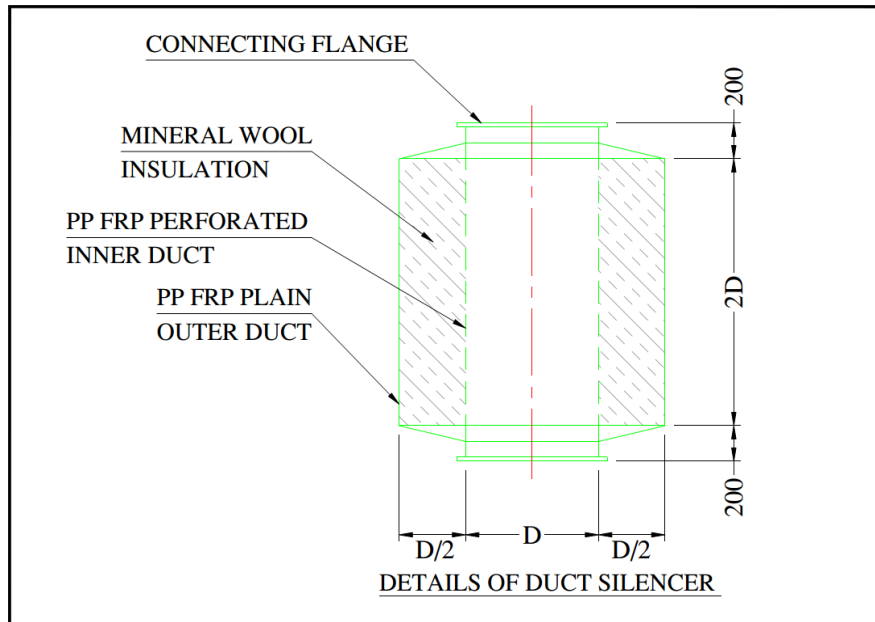 CONNECTING FLANGE
MINERAL WOOL
INSULATION
PP FRP PERFORATED
INNER DUCT
PP FRP PLAIN
OUTER DUCT
200
2D
200
D/2
D
D/2
DETAILS OF DUCT SILENCER